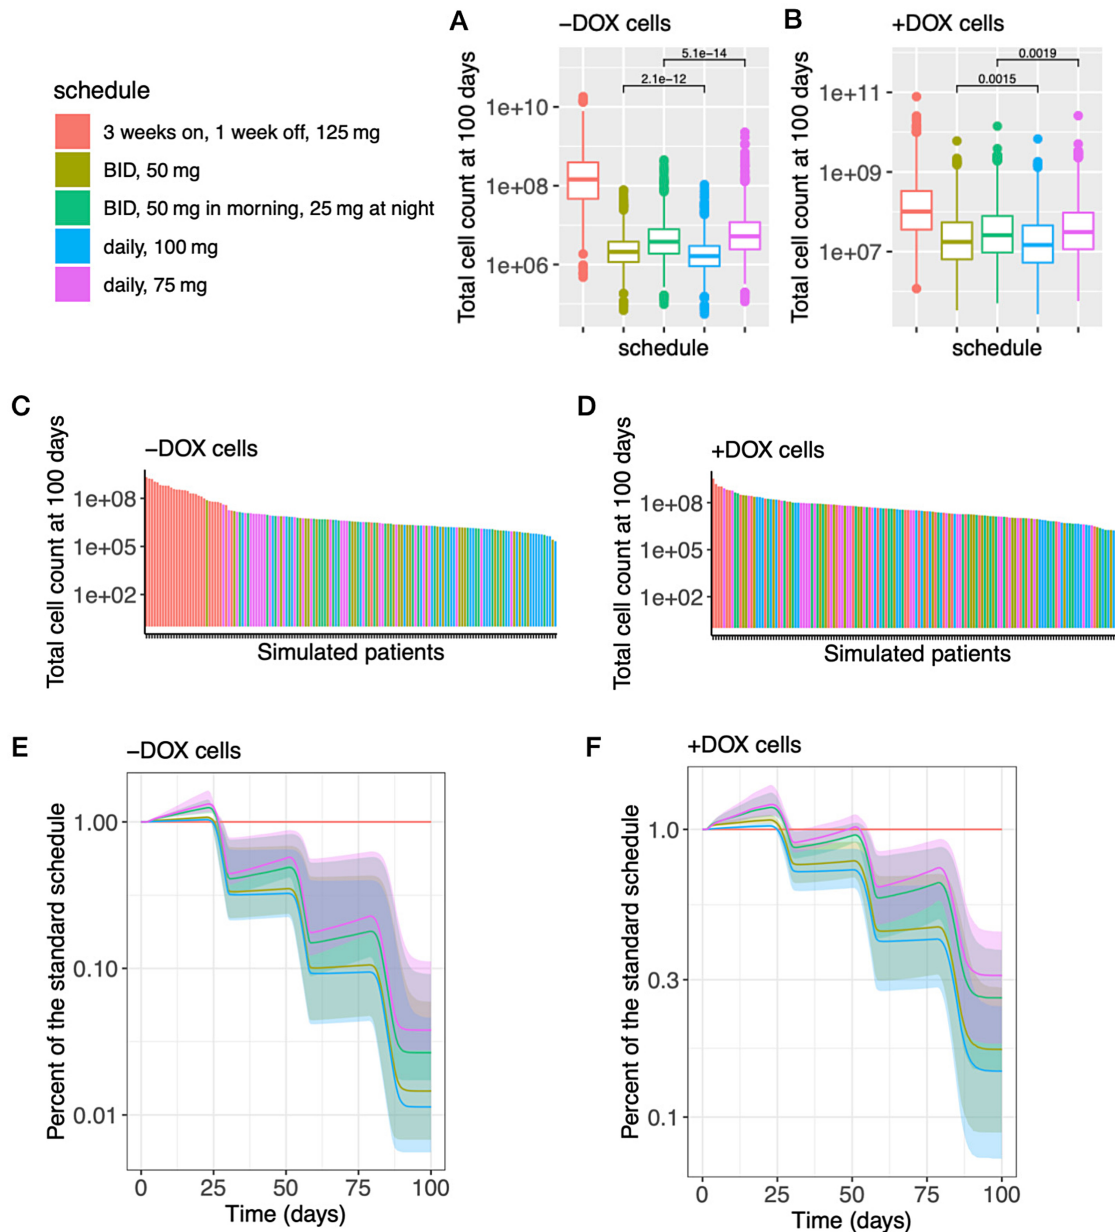 schedule
3 weeks on, 1 week off, 125 mg
BID, 50 mg
BID, 50 mg in morning, 25 mg at night
daily, 100 mg
daily, 75 mg
A
−DOX cells
Total cell count at 100 days
1e+10
1e+08
1e+06
5.1e−14
2.1e−12
schedule
B
+DOX cells
Total cell count at 100 days
1e+11
1e+09
1e+07
0.0019
0.0015
schedule
C
−DOX cells
Total cell count at 100 days
1e+08
1e+05
1e+02
Simulated patients
D
+DOX cells
Total cell count at 100 days
1e+08
1e+05
1e+02
Simulated patients
E
−DOX cells
Percent of the standard schedule
1.00
0.10
0.01
0 25 50 75 100
Time (days)
F
+DOX cells
Percent of the standard schedule
1.0
0.3
0.1
0 25 50 75 100
Time (days)